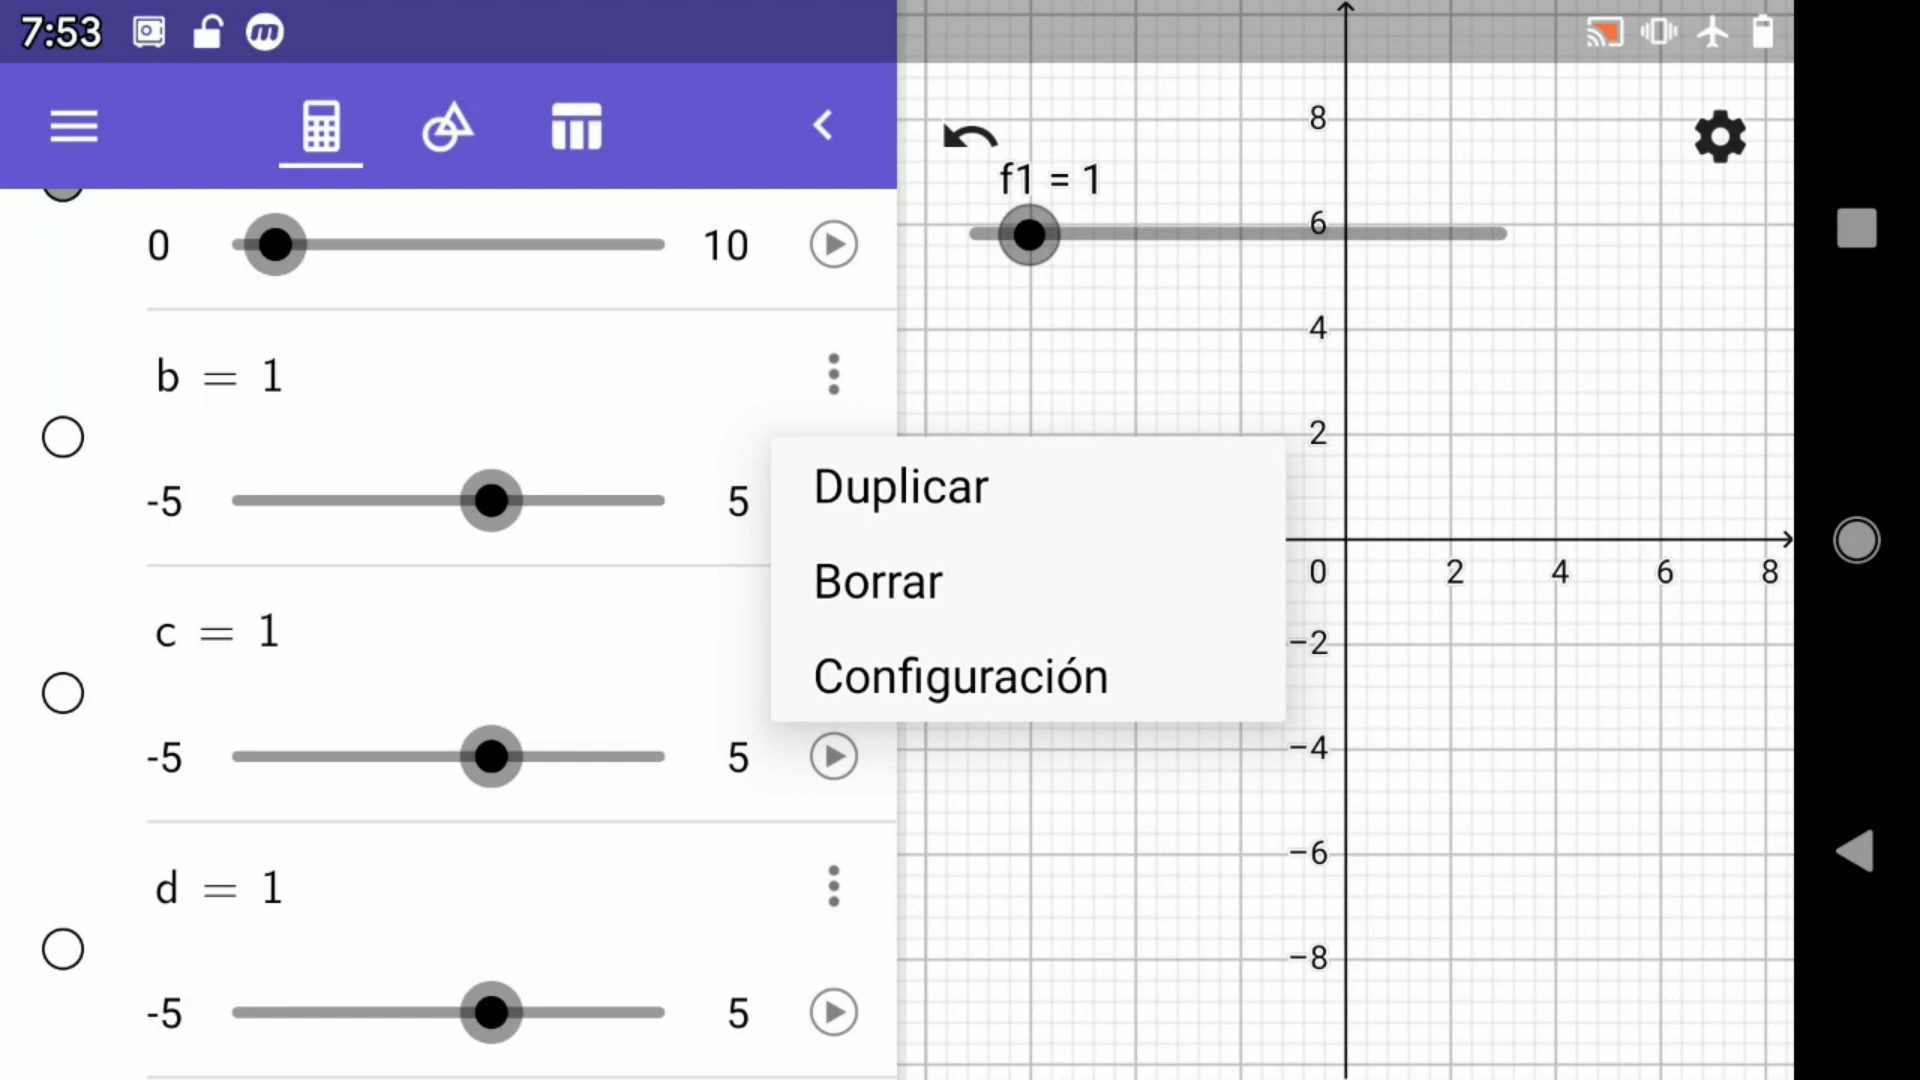 7:53
0 10
b = 1
-5 5
c = 1
-5 5
d = 1
-5 5
Duplicar
Borrar
Configuración
f1 = 1
8
6
4
2
0 2 4 6 8
−2
−4
−6
−8